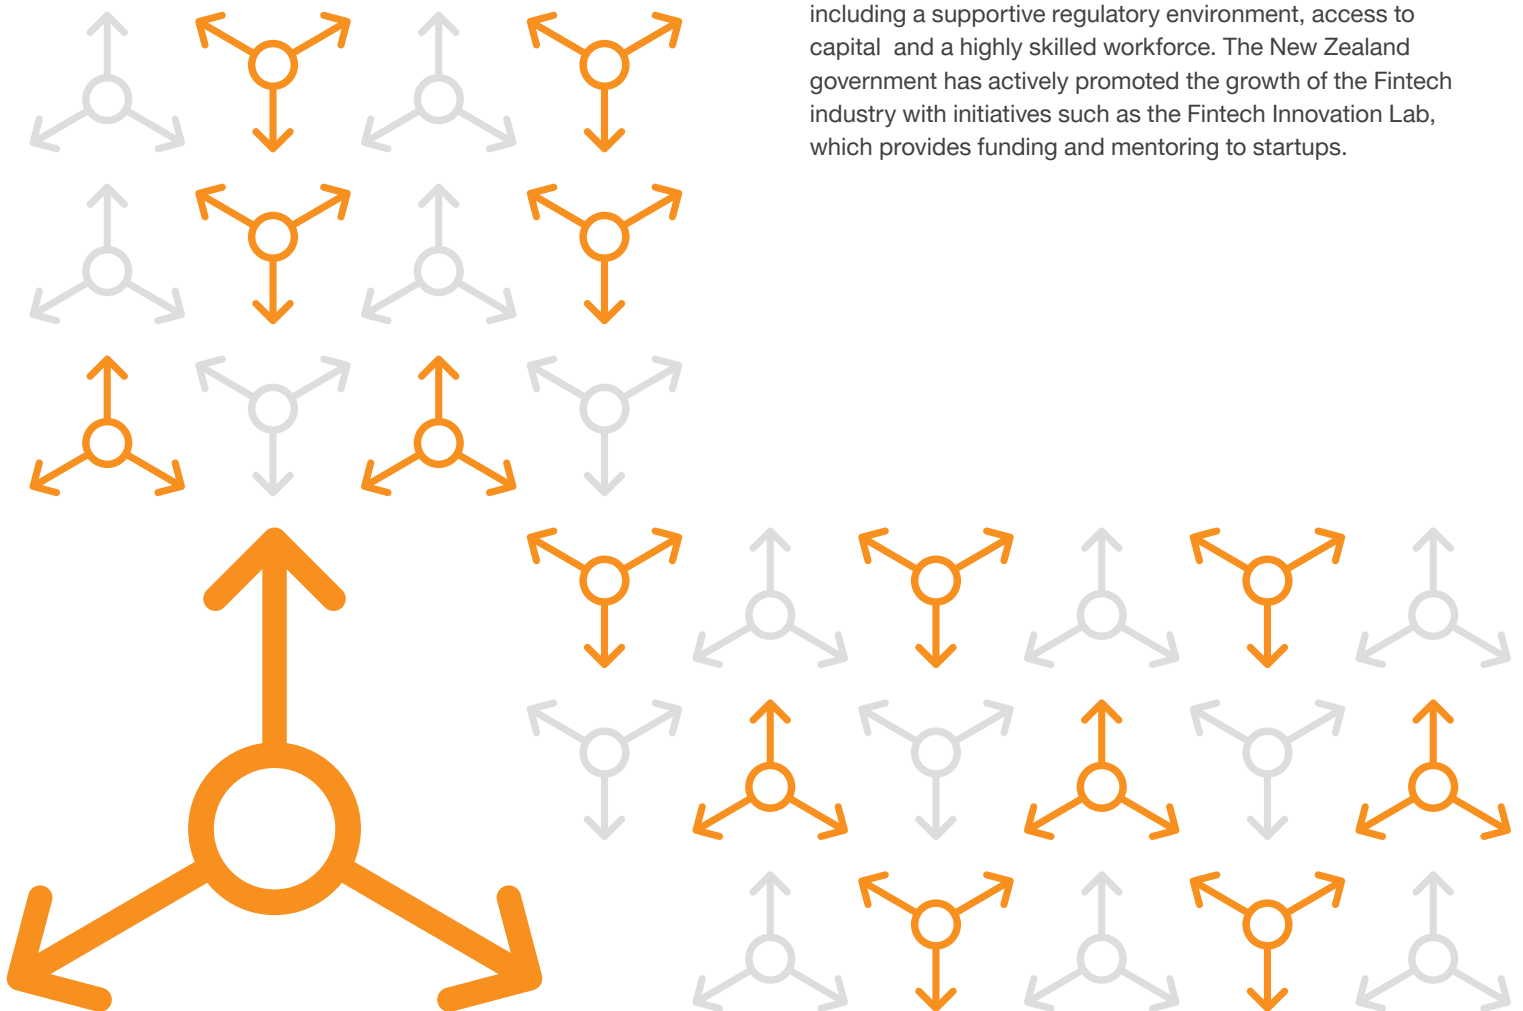 including a supportive regulatory environment, access to
capital  and a highly skilled workforce. The New Zealand
government has actively promoted the growth of the Fintech
industry with initiatives such as the Fintech Innovation Lab,
which provides funding and mentoring to startups.